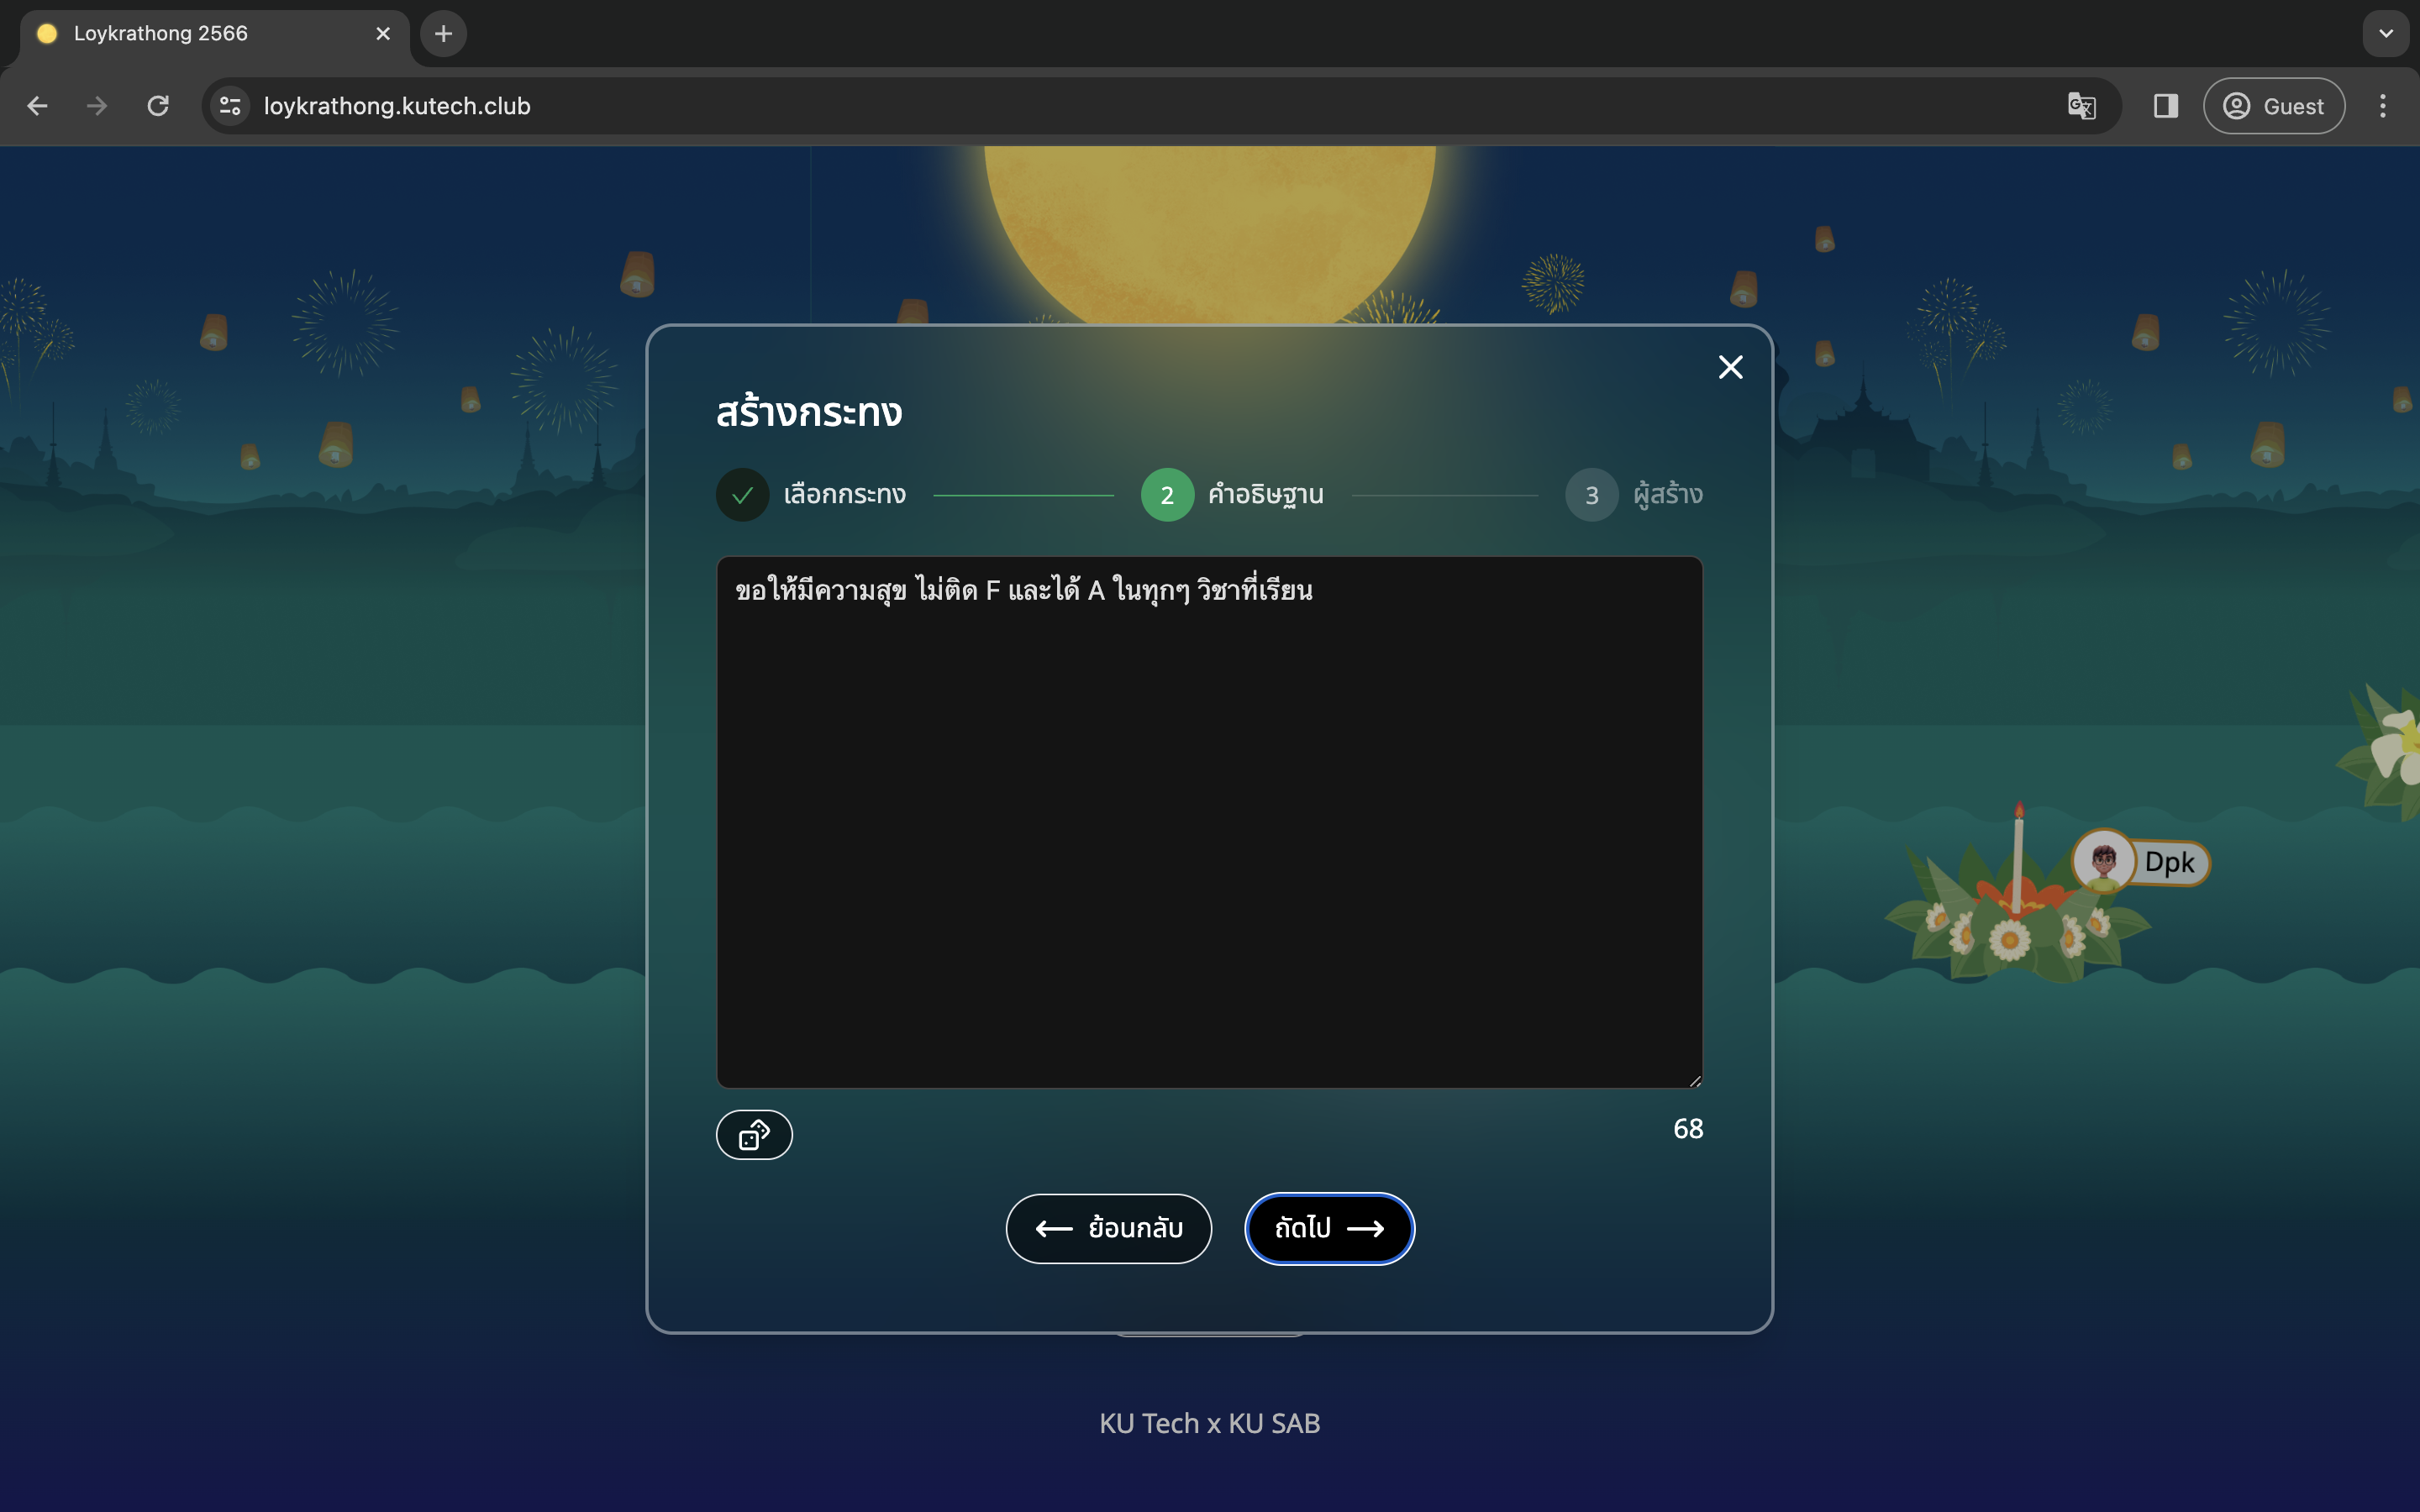 Loykrathong 2566
loykrathong.kutech.club
Guest
สร้างกระทง
เลือกกระทง
2 คำอธิษฐาน
3 ผู้สร้าง
ขอให้มีความสุข ไม่ติด F และได้ A ในทุกๆ วิชาที่เรียน
Dpk
68
ย้อนกลับ
ถัดไป
KU Tech x KU SAB